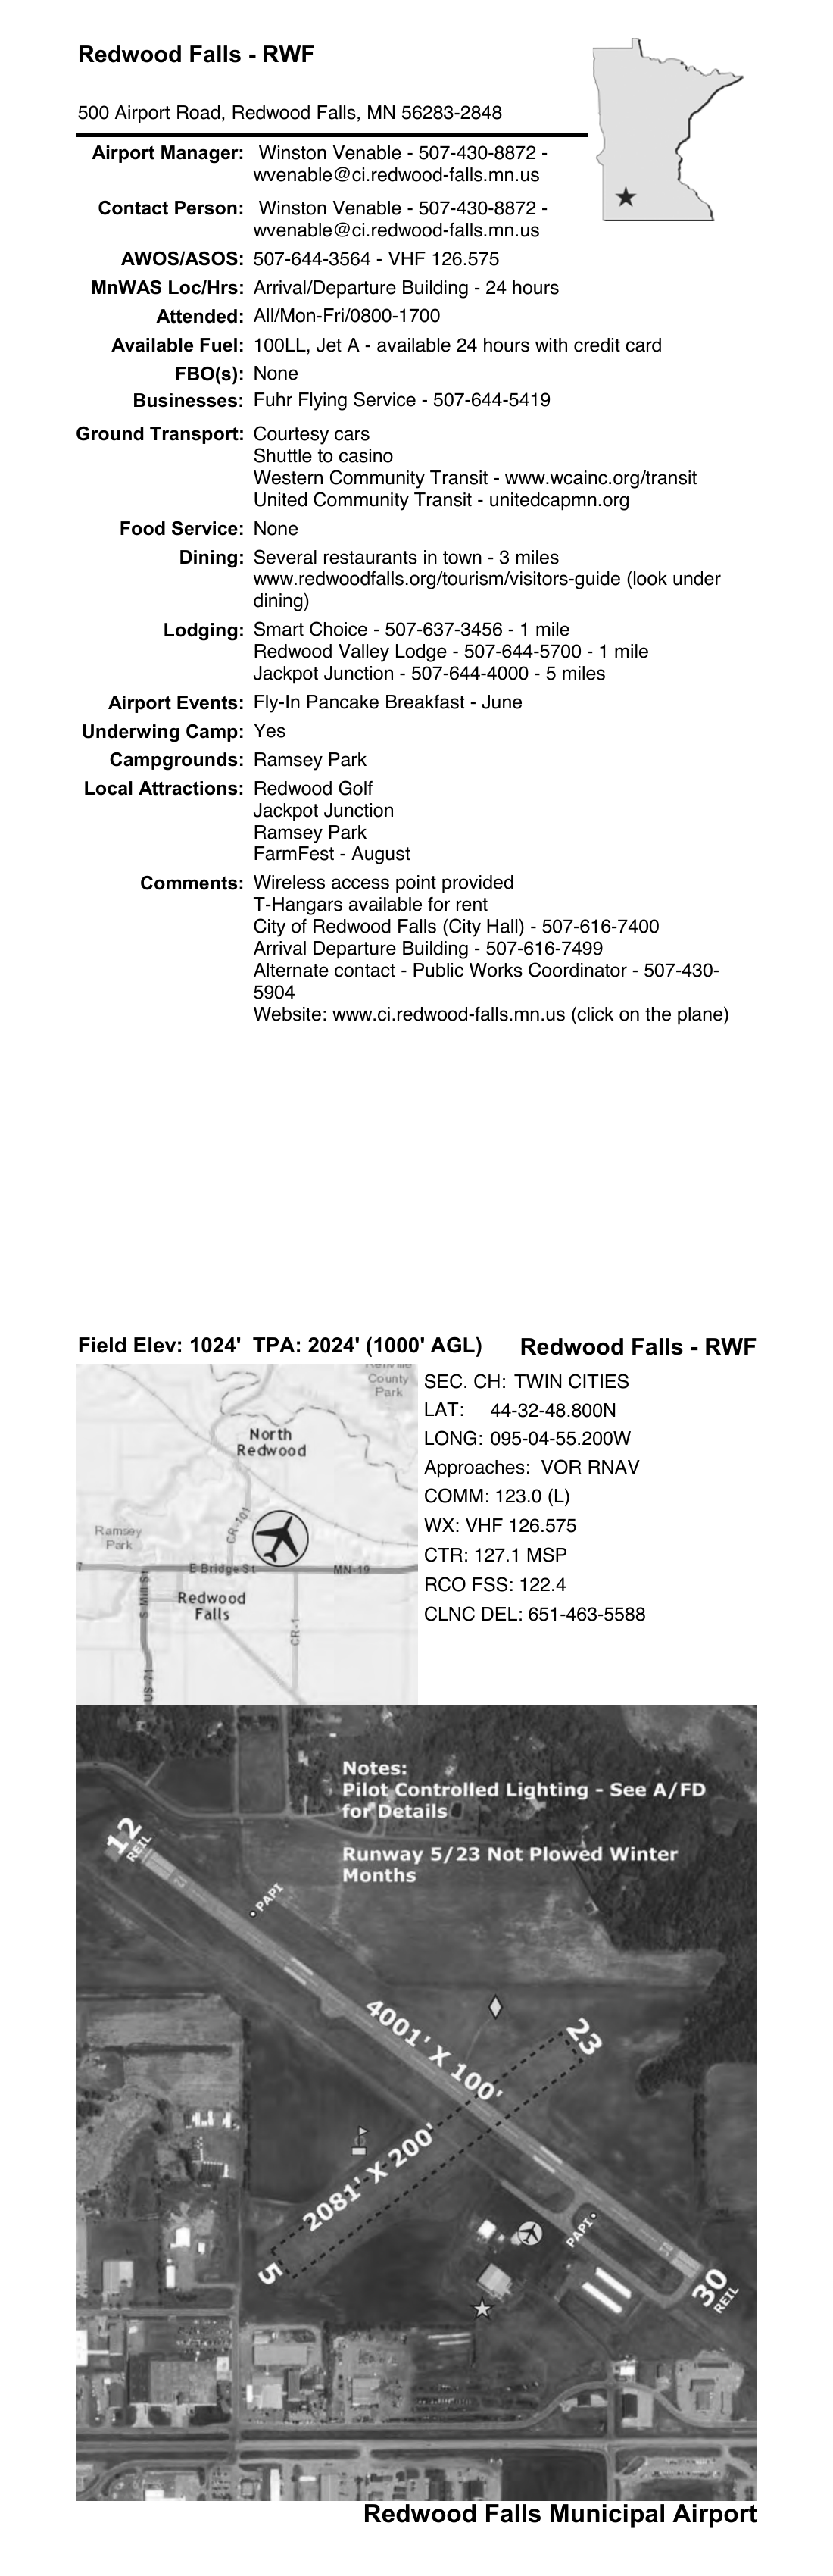 Redwood Falls - RWF
500 Airport Road, Redwood Falls, MN 56283-2848
Airport Manager: Winston Venable - 507-430-8872 -
wvenable@ci.redwood-falls.mn.us
Contact Person: Winston Venable - 507-430-8872 -
wvenable@ci.redwood-falls.mn.us
AWOS/ASOS: 507-644-3564 - VHF 126.575
MnWAS Loc/Hrs: Arrival/Departure Building - 24 hours
Attended: All/Mon-Fri/0800-1700
Available Fuel: 100LL, Jet A - available 24 hours with credit card
FBO(s): None
Businesses: Fuhr Flying Service - 507-644-5419
Ground Transport: Courtesy cars
Shuttle to casino
Western Community Transit - www.wcainc.org/transit
United Community Transit - unitedcapmn.org
Food Service: None
Dining: Several restaurants in town - 3 miles
www.redwoodfalls.org/tourism/visitors-guide (look under
dining)
Lodging: Smart Choice - 507-637-3456 - 1 mile
Redwood Valley Lodge - 507-644-5700 - 1 mile
Jackpot Junction - 507-644-4000 - 5 miles
Airport Events: Fly-In Pancake Breakfast - June
Underwing Camp: Yes
Campgrounds: Ramsey Park
Local Attractions: Redwood Golf
Jackpot Junction
Ramsey Park
FarmFest - August
Comments: Wireless access point provided
T-Hangars available for rent
City of Redwood Falls (City Hall) - 507-616-7400
Arrival Departure Building - 507-616-7499
Alternate contact - Public Works Coordinator - 507-430-
5904
Website: www.ci.redwood-falls.mn.us (click on the plane)
Field Elev: 1024' TPA: 2024' (1000' AGL) Redwood Falls - RWF
County
Park
North
Redwood
CR-101
Ramsey
Park
7
E Bridge St
MN-19
S Mill St
Redwood
Falls
CR-1
US-71
SEC. CH: TWIN CITIES
LAT: 44-32-48.800N
LONG: 095-04-55.200W
Approaches: VOR RNAV
COMM: 123.0 (L)
WX: VHF 126.575
CTR: 127.1 MSP
RCO FSS: 122.4
CLNC DEL: 651-463-5588
Notes:
Pilot Controlled Lighting - See A/FD
for Details
Runway 5/23 Not Plowed Winter
Months
12
REIL
PAPI
4001' X 100'
23
2081' X 200'
5
PAPI
30
REIL
Redwood Falls Municipal Airport